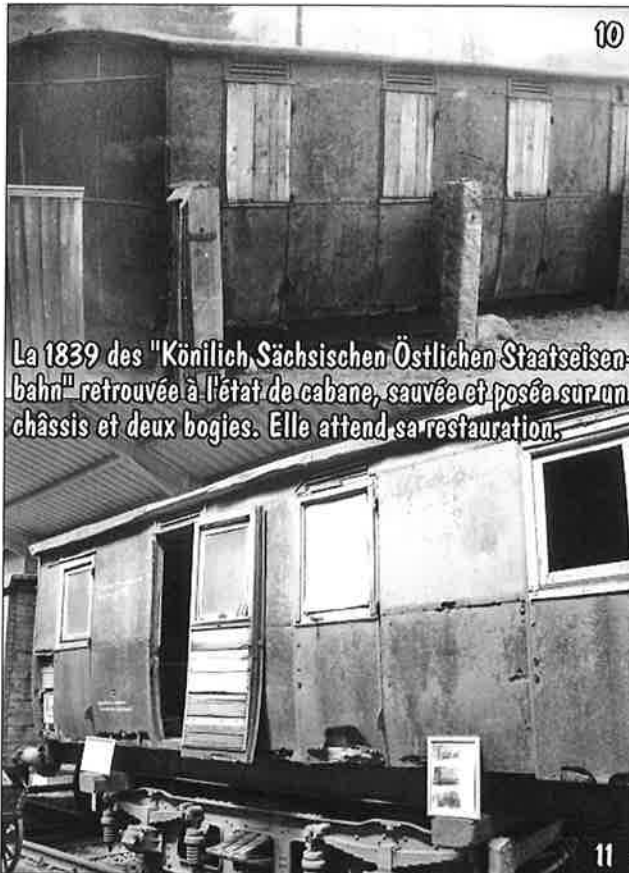 10
La 1839 des "Könilich Sächsischen Östlichen Staatseisen-
bahn" retrouvée à l'état de cabane, sauvée et posée sur un
châssis et deux bogies. Elle attend sa restauration.
11